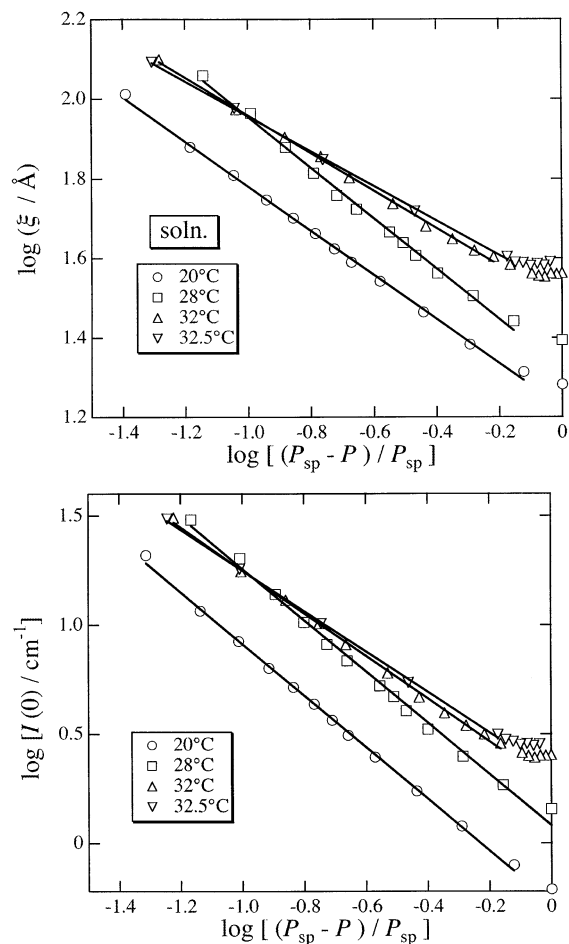 2.2
2.0
1.8
1.6
1.4
1.2
log (ξ / Å)
soln.
20°C
28°C
32°C
32.5°C
-1.4 -1.2 -1.0 -0.8 -0.6 -0.4 -0.2 0
log [ (Psp - P ) / Psp ]
1.5
1.0
0.5
0
log [I (0) / cm-1]
20°C
28°C
32°C
32.5°C
-1.4 -1.2 -1.0 -0.8 -0.6 -0.4 -0.2 0
log [ (Psp - P ) / Psp ]